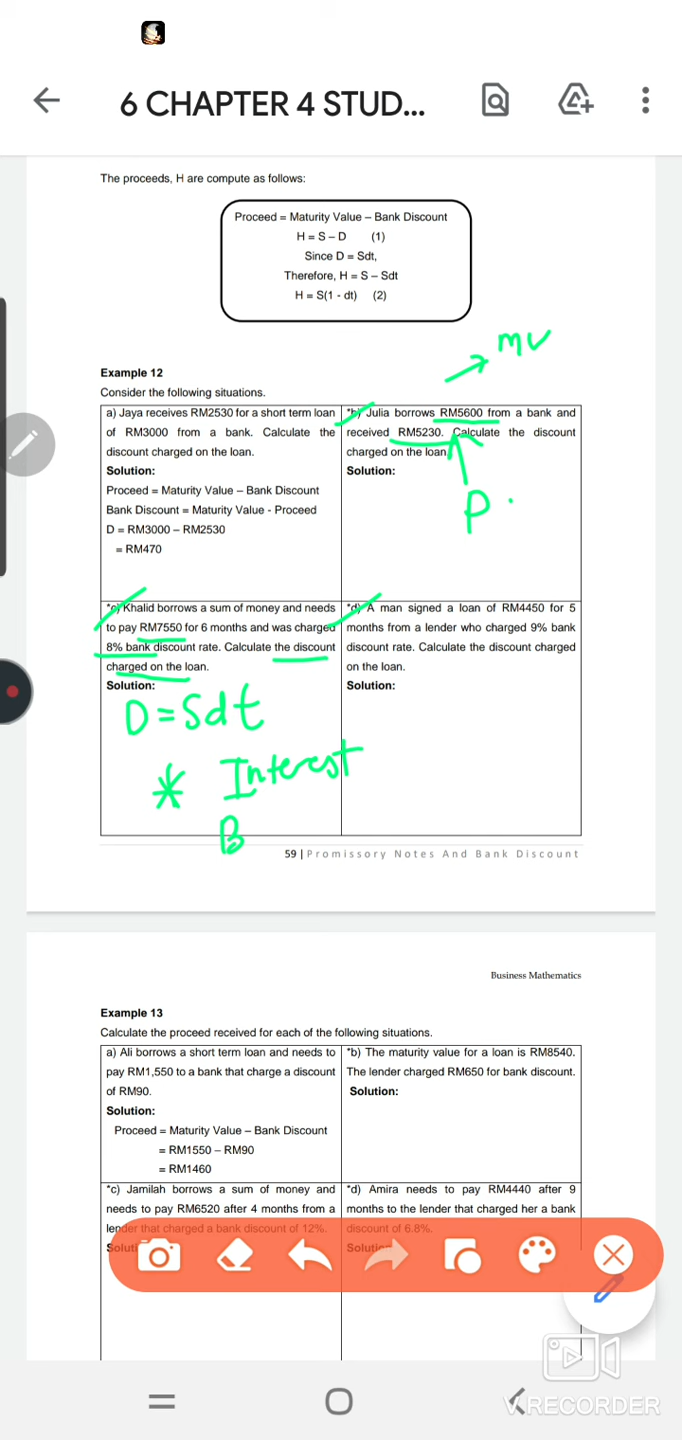 6 CHAPTER 4 STUD...
The proceeds, H are compute as follows:
Proceed = Maturity Value – Bank Discount
H = S – D (1)
Since D = Sdt,
Therefore, H = S – Sdt
H = S(1 - dt) (2)
mv
Example 12
Consider the following situations.
a) Jaya receives RM2530 for a short term loan
of RM3000 from a bank. Calculate the
discount charged on the loan.
Solution:
Proceed = Maturity Value – Bank Discount
Bank Discount = Maturity Value - Proceed
D = RM3000 – RM2530
= RM470
*b) Julia borrows RM5600 from a bank and
received RM5230. Calculate the discount
charged on the loan.
Solution:
P.
*c) Khalid borrows a sum of money and needs
to pay RM7550 for 6 months and was charged
8% bank discount rate. Calculate the discount
charged on the loan.
Solution:
D = Sdt
* Interest
B
*d) A man signed a loan of RM4450 for 5
months from a lender who charged 9% bank
discount rate. Calculate the discount charged
on the loan.
Solution:
59 | Promissory Notes And Bank Discount
Business Mathematics
Example 13
Calculate the proceed received for each of the following situations.
a) Ali borrows a short term loan and needs to
pay RM1,550 to a bank that charge a discount
of RM90.
Solution:
Proceed = Maturity Value – Bank Discount
= RM1550 – RM90
= RM1460
*b) The maturity value for a loan is RM8540.
The lender charged RM650 for bank discount.
Solution:
*c) Jamilah borrows a sum of money and
needs to pay RM6520 after 4 months from a
lender that charged a bank discount of 12%.
Soluti
*d) Amira needs to pay RM4440 after 9
months to the lender that charged her a bank
discount of 6.8%.
Soluti
V RECORDER